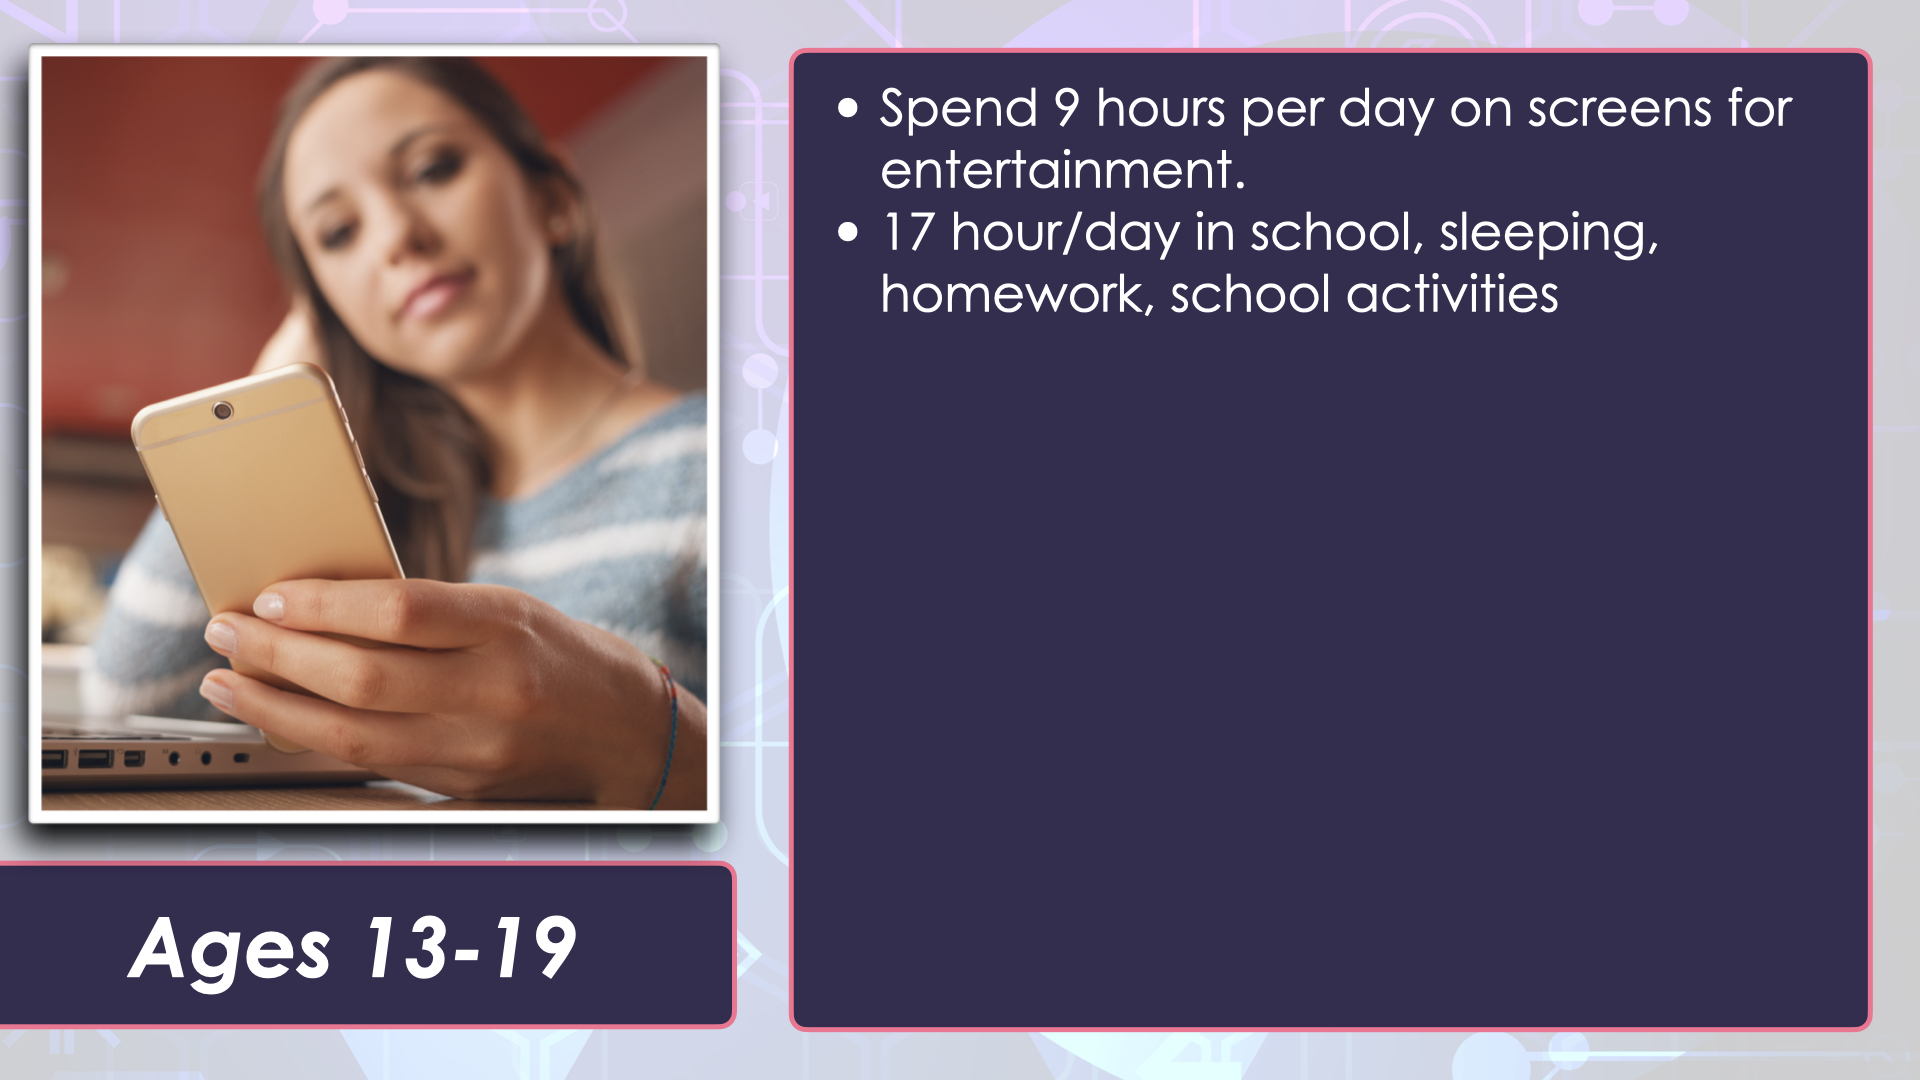 • Spend 9 hours per day on screens for
entertainment.
• 17 hour/day in school, sleeping,
homework, school activities
Ages 13-19